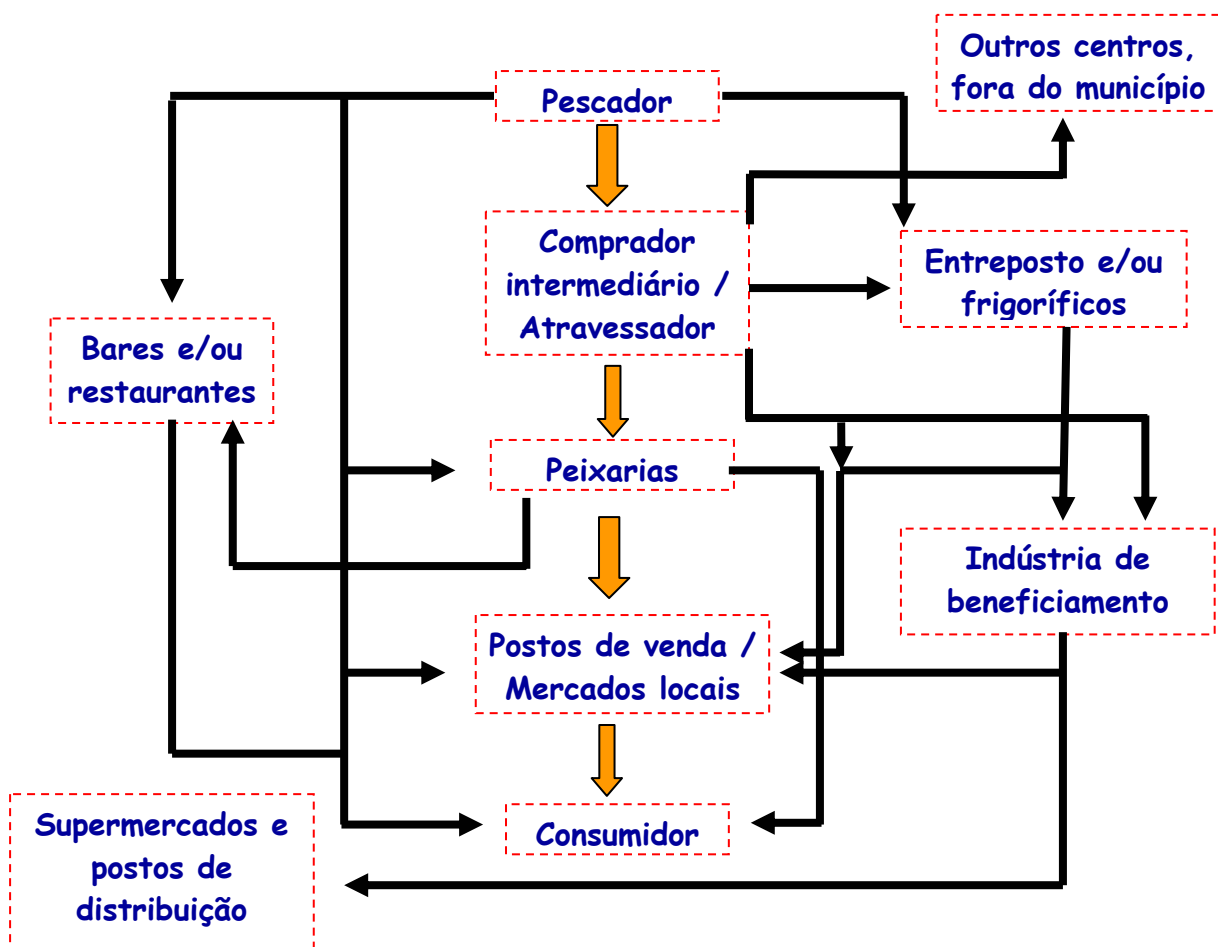 Outros centros,
fora do município
Pescador
Comprador
intermediário /
Atravessador
Entreposto e/ou
frigoríficos
Bares e/ou
restaurantes
Peixarias
Indústria de
beneficiamento
Postos de venda /
Mercados locais
Consumidor
Supermercados e
postos de
distribuição